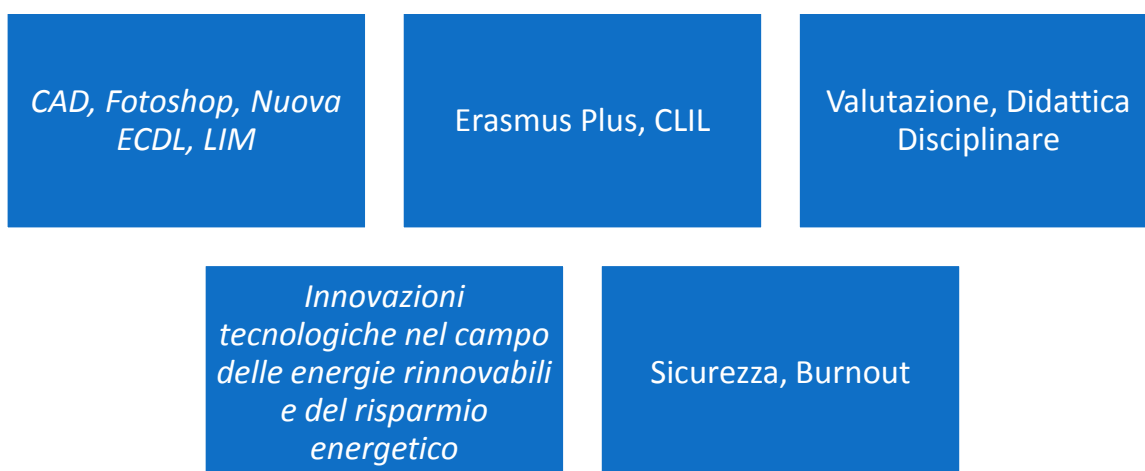 CAD, Fotoshop, Nuova
ECDL, LIM
Erasmus Plus, CLIL
Valutazione, Didattica
Disciplinare
Innovazioni
tecnologiche nel campo
delle energie rinnovabili
e del risparmio
energetico
Sicurezza, Burnout